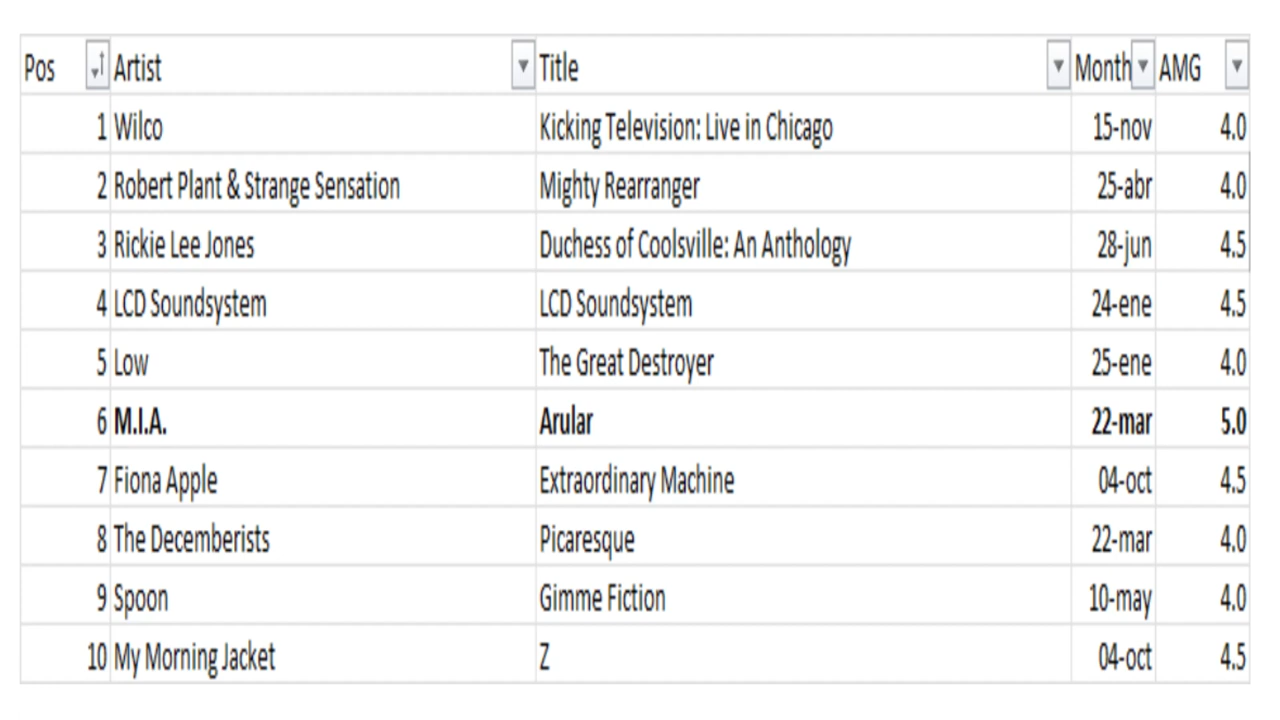 Pos Artist Title Month AMG
1 Wilco Kicking Television: Live in Chicago 15-nov 4.0
2 Robert Plant & Strange Sensation Mighty Rearranger 25-abr 4.0
3 Rickie Lee Jones Duchess of Coolsville: An Anthology 28-jun 4.5
4 LCD Soundsystem LCD Soundsystem 24-ene 4.5
5 Low The Great Destroyer 25-ene 4.0
6 M.I.A. Arular 22-mar 5.0
7 Fiona Apple Extraordinary Machine 04-oct 4.5
8 The Decemberists Picaresque 22-mar 4.0
9 Spoon Gimme Fiction 10-may 4.0
10 My Morning Jacket Z 04-oct 4.5